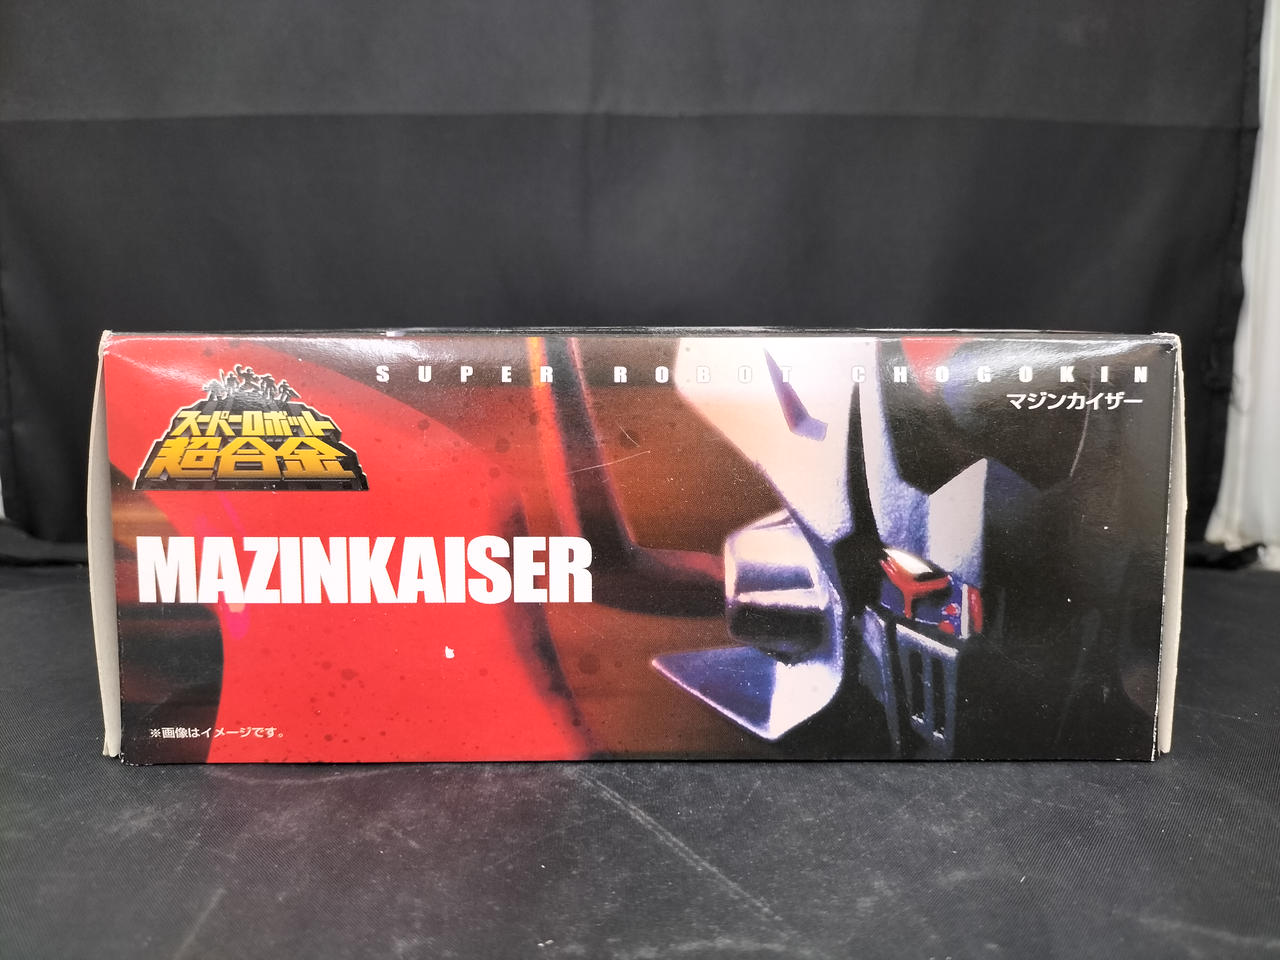 SUPER ROBOT CHOGOKIN
マジンカイザー
スーパーロボット
超合金
MAZINKAISER
※画像はイメージです。